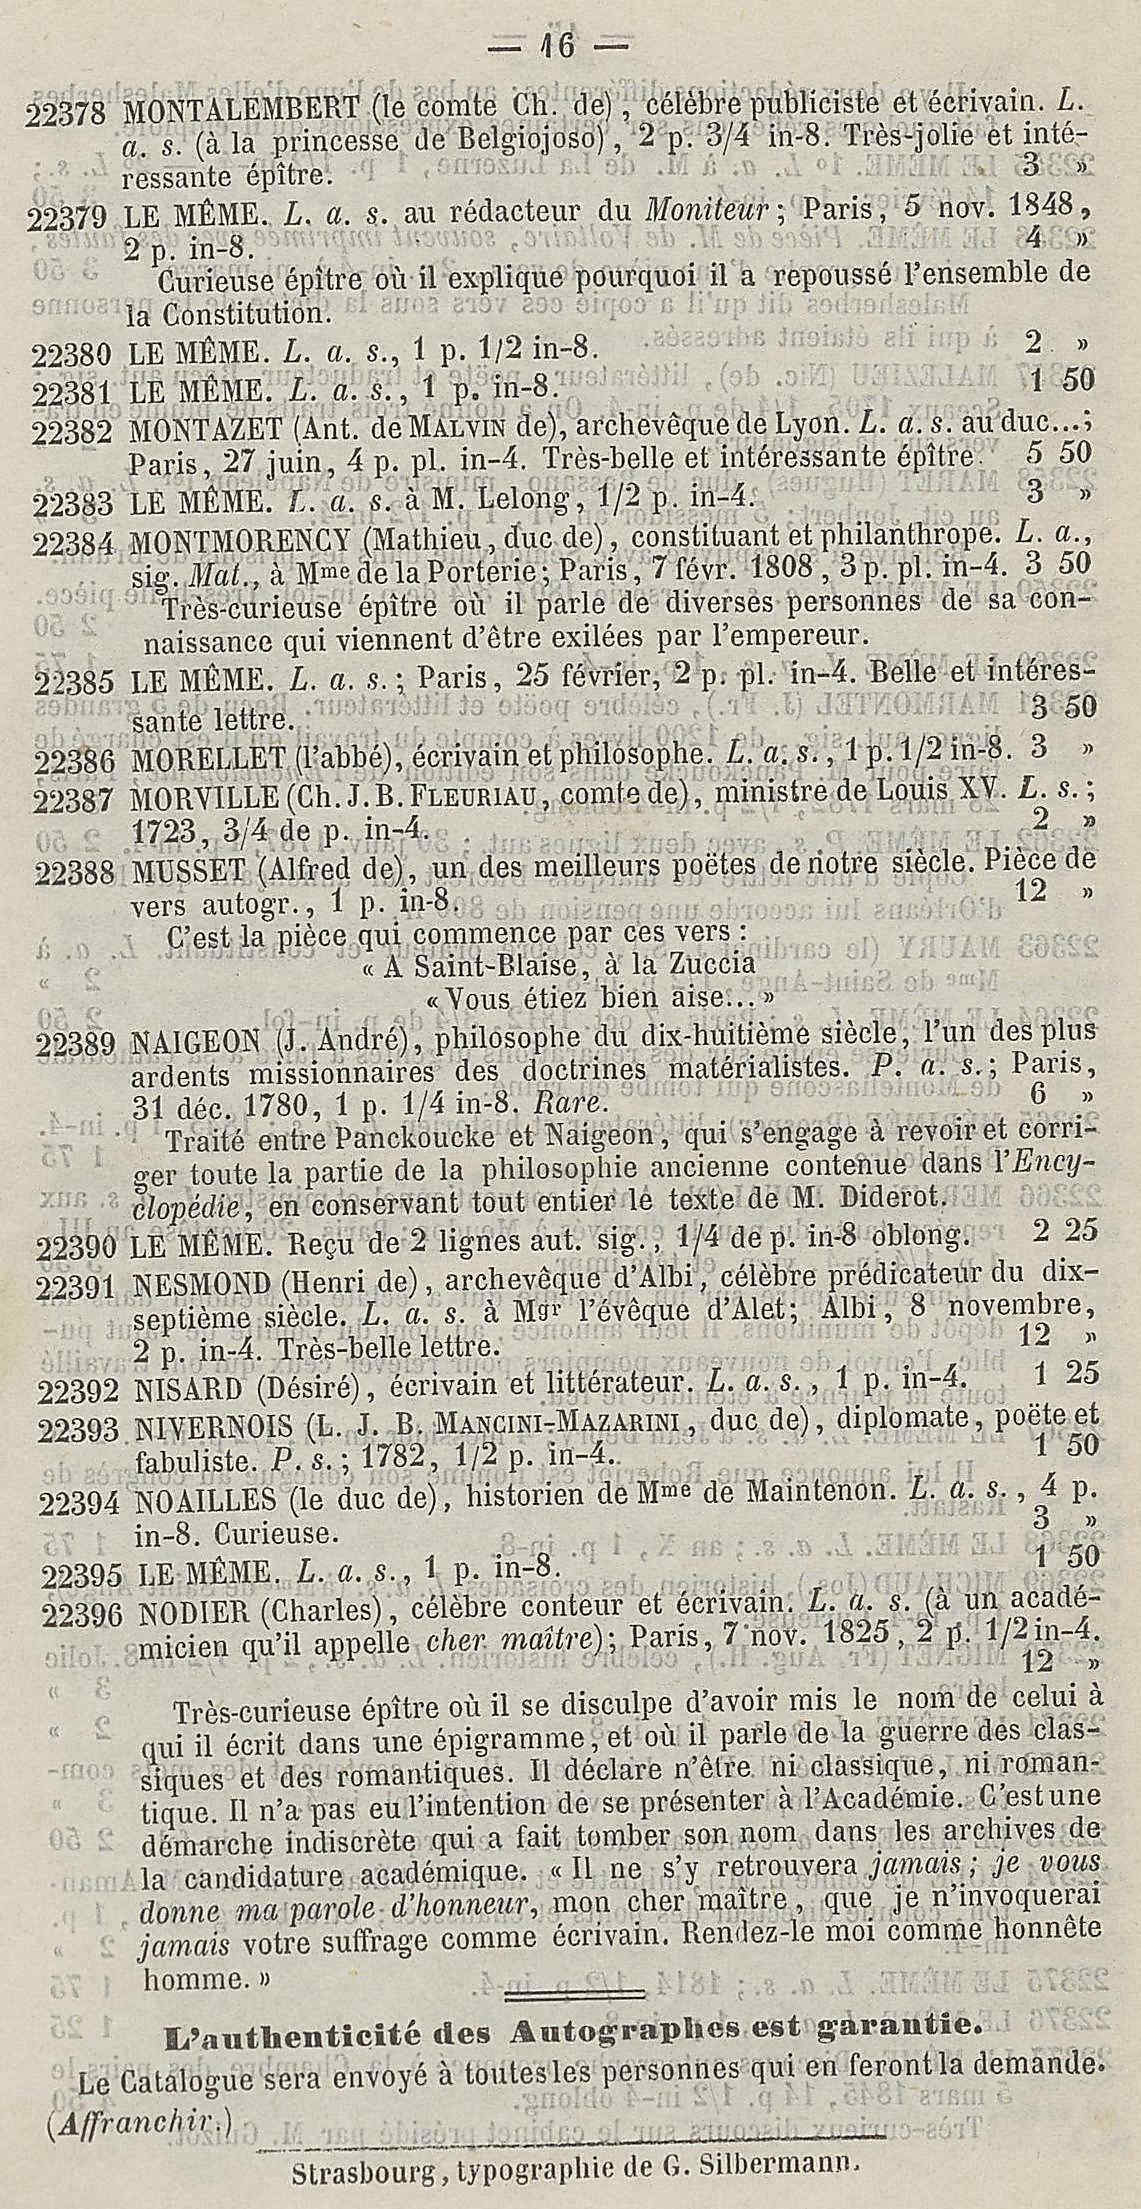 — 16 —
22378 MONTALEMBERT (le comte Ch. de), célèbre publiciste et écrivain. L.
a. s. (à la princesse de Belgiojoso), 2 p. 3/4 in-8. Très-jolie et inté-
ressante épître. 3 »
22379 LE MÊME. L. a. s. au rédacteur du Moniteur; Paris, 5 nov. 1848,
2 p. in-8. 4 »
Curieuse épître où il explique pourquoi il a repoussé l'ensemble de
la Constitution.
22380 LE MÊME. L. a. s., 1 p. 1/2 in-8. 2 »
22381 LE MÊME. L. a. s., 1 p. in-8. 1 50
22382 MONTAZET (Ant. de MALVIN de), archevêque de Lyon. L. a. s. au duc...;
Paris, 27 juin, 4 p. pl. in-4. Très-belle et intéressante épître. 5 50
22383 LE MÊME. L. a. s. à M. Lelong, 1/2 p. in-4. 3 »
22384 MONTMORENCY (Mathieu, duc de), constituant et philanthrope. L. a.,
sig. Mat., à Mme de la Porterie; Paris, 7 févr. 1808, 3 p. pl. in-4. 3 50
Très-curieuse épître où il parle de diverses personnes de sa con-
naissance qui viennent d'être exilées par l'empereur.
22385 LE MÊME. L. a. s.; Paris, 25 février, 2 p. pl. in-4. Belle et intéres-
sante lettre. 3 50
22386 MORELLET (l'abbé), écrivain et philosophe. L. a. s., 1 p. 1/2 in-8. 3 »
22387 MORVILLE (Ch. J. B. FLEURIAU, comte de), ministre de Louis XV. L. s.;
1723, 3/4 de p. in-4. 2 »
22388 MUSSET (Alfred de), un des meilleurs poëtes de notre siècle. Pièce de
vers autogr., 1 p. in-8. 12 »
C'est la pièce qui commence par ces vers :
« A Saint-Blaise, à la Zuccia
« Vous étiez bien aise... »
22389 NAIGEON (J. André), philosophe du dix-huitième siècle, l'un des plus
ardents missionnaires des doctrines matérialistes. P. a. s.; Paris,
31 déc. 1780, 1 p. 1/4 in-8. Rare. 6 »
Traité entre Panckoucke et Naigeon, qui s'engage à revoir et corri-
ger toute la partie de la philosophie ancienne contenue dans l'Ency-
clopédie, en conservant tout entier le texte de M. Diderot.
22390 LE MÊME. Reçu de 2 lignes aut. sig., 1/4 de p. in-8 oblong. 2 25
22391 NESMOND (Henri de), archevêque d'Albi, célèbre prédicateur du dix-
septième siècle. L. a. s. à Mgr l'évêque d'Alet; Albi, 8 novembre,
2 p. in-4. Très-belle lettre. 12 »
22392 NISARD (Désiré), écrivain et littérateur. L. a. s., 1 p. in-4. 1 25
22393 NIVERNOIS (L. J. B. MANCINI-MAZARINI, duc de), diplomate, poëte et
fabuliste. P. s.; 1782, 1/2 p. in-4. 1 50
22394 NOAILLES (le duc de), historien de Mme de Maintenon. L. a. s., 4 p.
in-8. Curieuse. 3 »
22395 LE MÊME. L. a. s., 1 p. in-8. 1 50
22396 NODIER (Charles), célèbre conteur et écrivain. L. a. s. (à un acadé-
micien qu'il appelle cher maître); Paris, 7 nov. 1825, 2 p. 1/2 in-4.
12 »
Très-curieuse épître où il se disculpe d'avoir mis le nom de celui à
qui il écrit dans une épigramme, et où il parle de la guerre des clas-
siques et des romantiques. Il déclare n'être ni classique, ni roman-
tique. Il n'a pas eu l'intention de se présenter à l'Académie. C'est une
démarche indiscrète qui a fait tomber son nom dans les archives de
la candidature académique. « Il ne s'y retrouvera jamais; je vous
donne ma parole d'honneur, mon cher maître, que je n'invoquerai
jamais votre suffrage comme écrivain. Rendez-le moi comme honnête
homme. »
L'authenticité des Autographes est garantie.
Le Catalogue sera envoyé à toutes les personnes qui en feront la demande.
(Affranchir.)
Strasbourg, typographie de G. Silbermann.